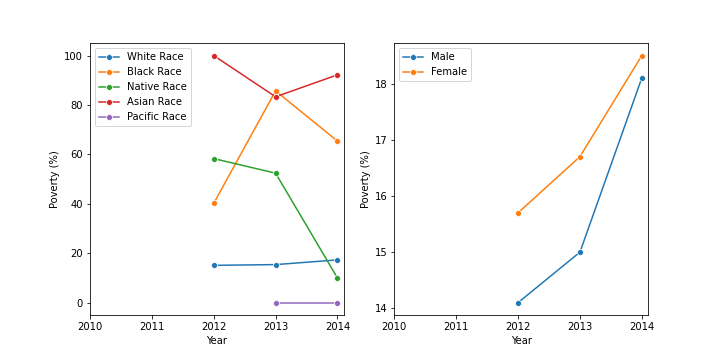 White Race
Black Race
Native Race
Asian Race
Pacific Race
100
80
60
40
20
0
Poverty (%)
2010 2011 2012 2013 2014
Year
Male
Female
18
17
16
15
14
Poverty (%)
2010 2011 2012 2013 2014
Year